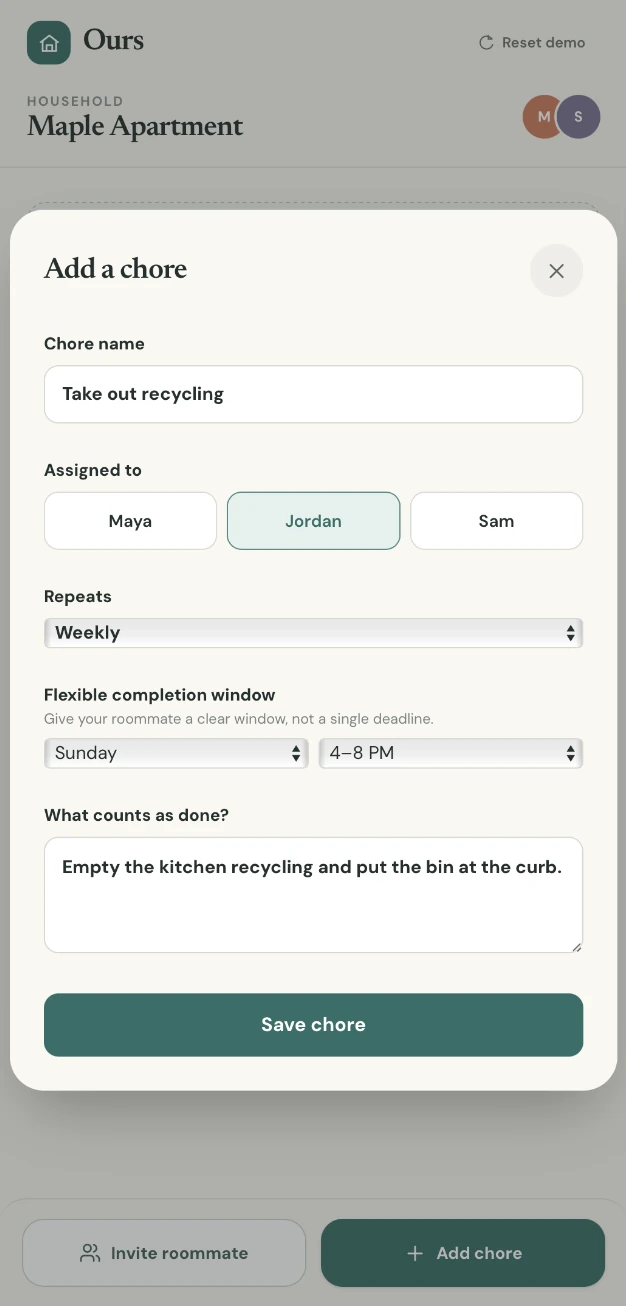 Ours
Reset demo
HOUSEHOLD
Maple Apartment
M
S
Add a chore
Chore name
Take out recycling
Assigned to
Maya
Jordan
Sam
Repeats
Weekly
Flexible completion window
Give your roommate a clear window, not a single deadline.
Sunday
4–8 PM
What counts as done?
Empty the kitchen recycling and put the bin at the curb.
Save chore
Invite roommate
Add chore